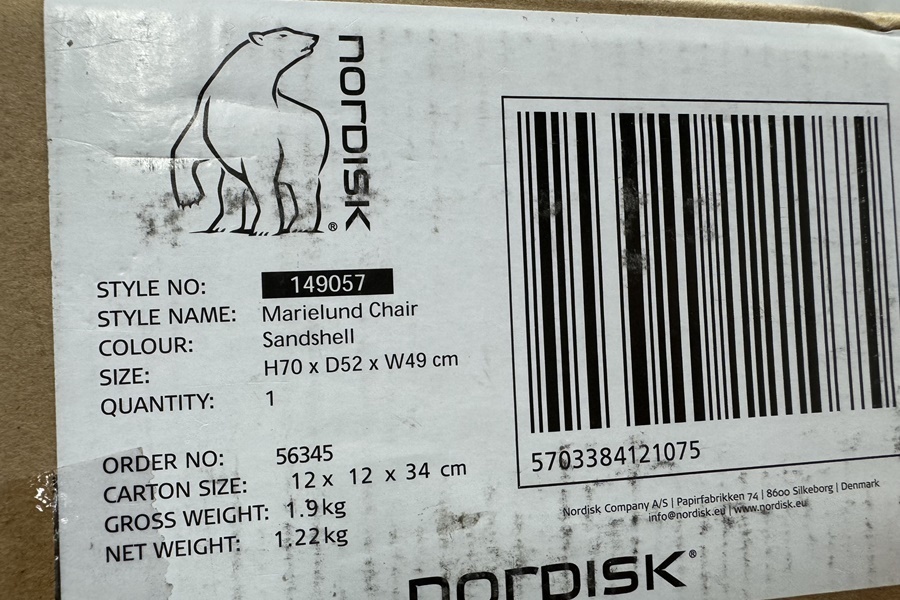 nordisk®
STYLE NO: 149057
STYLE NAME: Marielund Chair
COLOUR: Sandshell
SIZE: H70 x D52 x W49 cm
QUANTITY: 1
ORDER NO: 56345
CARTON SIZE: 12 x 12 x 34 cm
GROSS WEIGHT: 1.9 kg
NET WEIGHT: 1.22 kg
5703384121075
Nordisk Company A/S | Papirfabrikken 74 | 8600 Silkeborg | Denmark
info@nordisk.eu | www.nordisk.eu
nordisk®